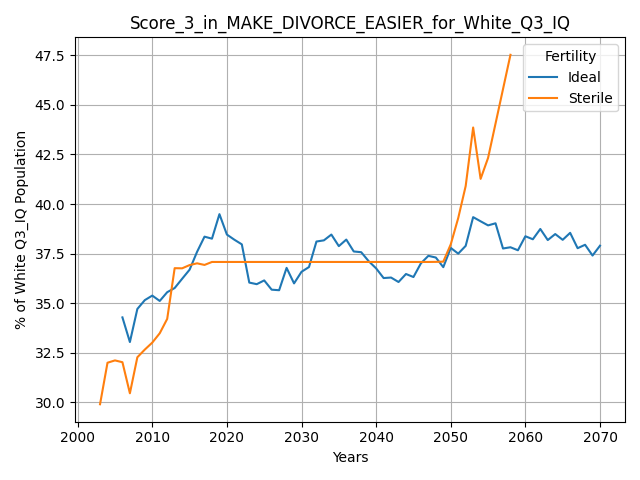 Score_3_in_MAKE_DIVORCE_EASIER_for_White_Q3_IQ
% of White Q3_IQ Population
47.5
45.0
42.5
40.0
37.5
35.0
32.5
30.0
Fertility
Ideal
Sterile
2000 2010 2020 2030 2040 2050 2060 2070
Years